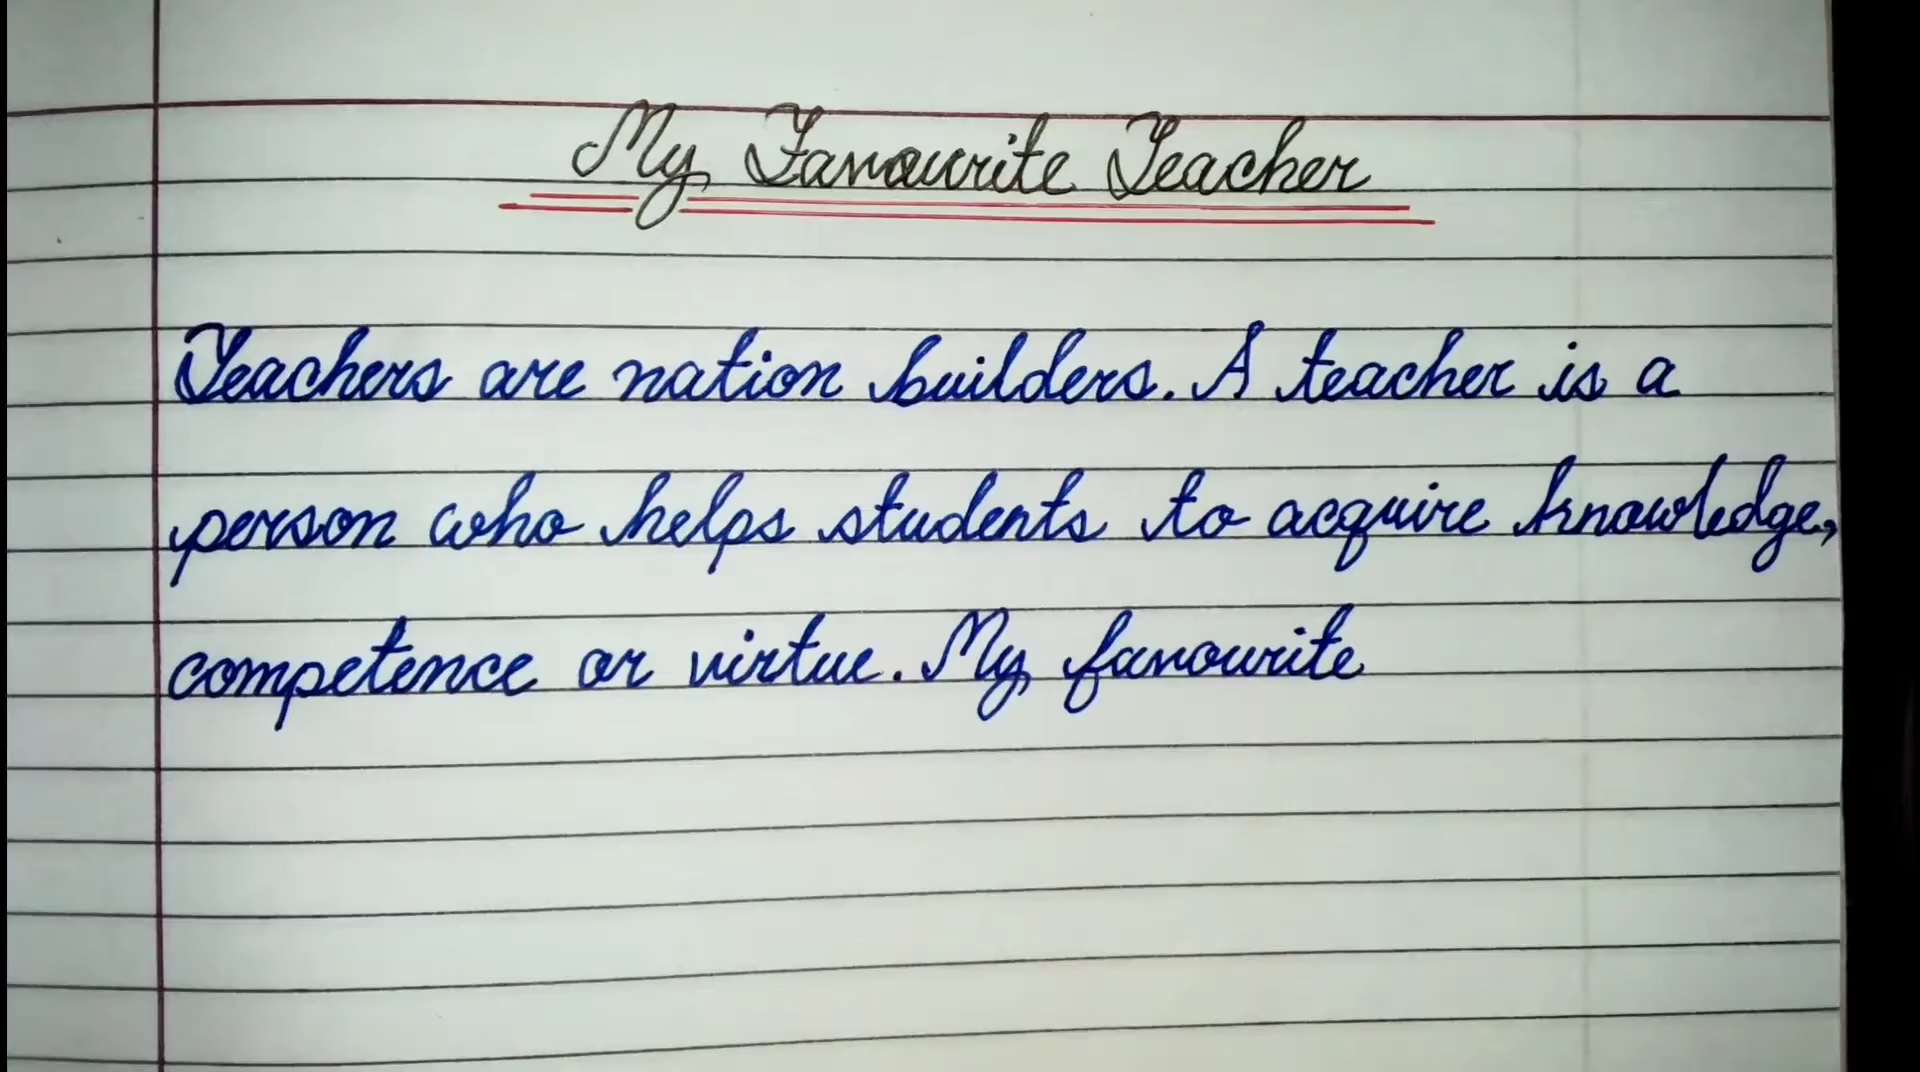 My Favourite Teacher
Teachers are nation builders. A teacher is a
person who helps students to acquire knowledge,
competence or virtue. My favourite